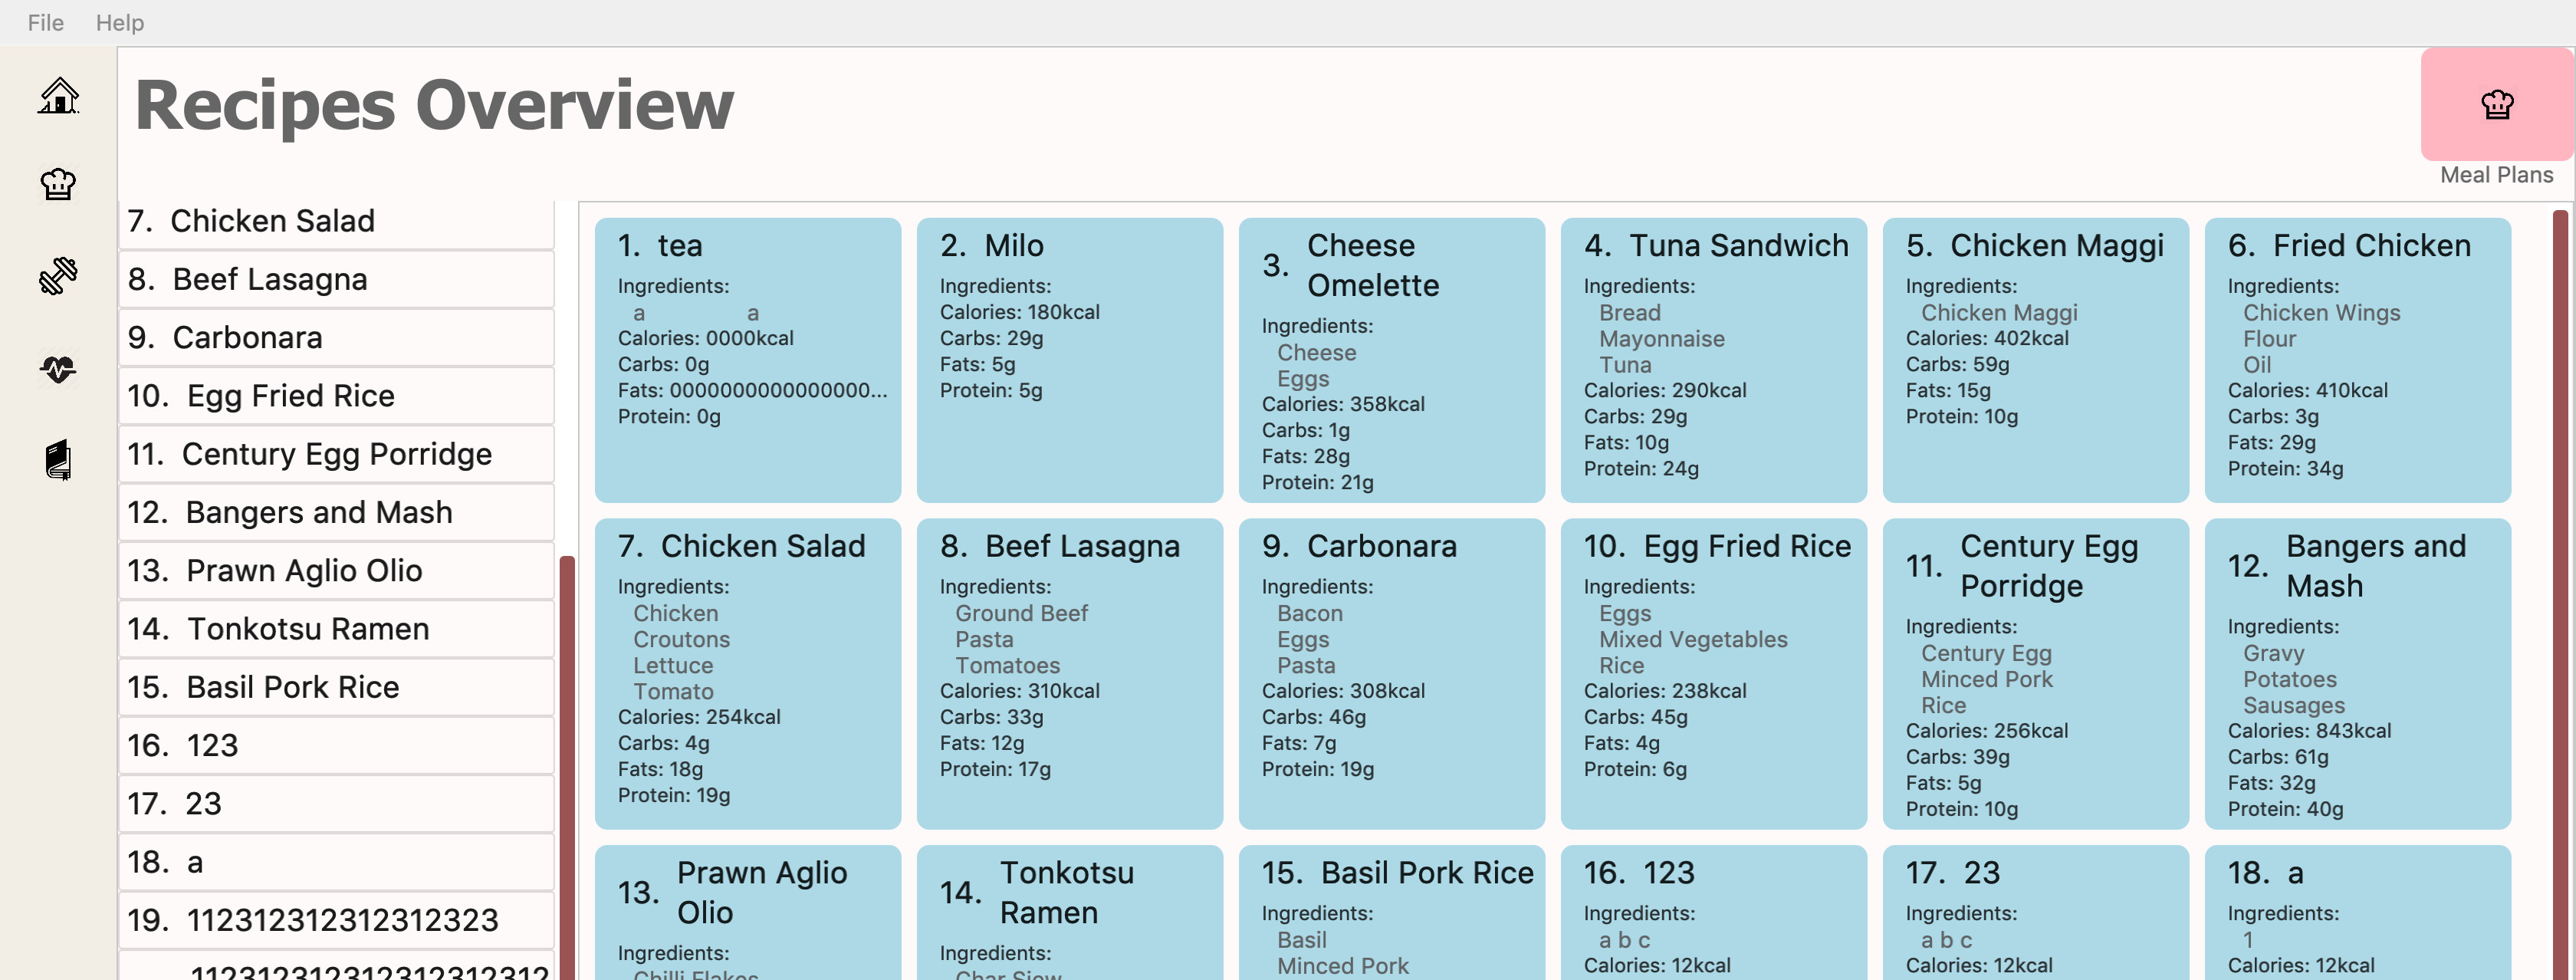 File Help
Recipes Overview
Meal Plans
7. Chicken Salad
8. Beef Lasagna
9. Carbonara
10. Egg Fried Rice
11. Century Egg Porridge
12. Bangers and Mash
13. Prawn Aglio Olio
14. Tonkotsu Ramen
15. Basil Pork Rice
16. 123
17. 23
18. a
19. 112312312312312323
1. tea
Ingredients:
a a
Calories: 0000kcal
Carbs: 0g
Fats: 0000000000000000...
Protein: 0g
2. Milo
Ingredients:
Calories: 180kcal
Carbs: 29g
Fats: 5g
Protein: 5g
3. Cheese
Omelette
Ingredients:
Cheese
Eggs
Calories: 358kcal
Carbs: 1g
Fats: 28g
Protein: 21g
4. Tuna Sandwich
Ingredients:
Bread
Mayonnaise
Tuna
Calories: 290kcal
Carbs: 29g
Fats: 10g
Protein: 24g
5. Chicken Maggi
Ingredients:
Chicken Maggi
Calories: 402kcal
Carbs: 59g
Fats: 15g
Protein: 10g
6. Fried Chicken
Ingredients:
Chicken Wings
Flour
Oil
Calories: 410kcal
Carbs: 3g
Fats: 29g
Protein: 34g
7. Chicken Salad
Ingredients:
Chicken
Croutons
Lettuce
Tomato
Calories: 254kcal
Carbs: 4g
Fats: 18g
Protein: 19g
8. Beef Lasagna
Ingredients:
Ground Beef
Pasta
Tomatoes
Calories: 310kcal
Carbs: 33g
Fats: 12g
Protein: 17g
9. Carbonara
Ingredients:
Bacon
Eggs
Pasta
Calories: 308kcal
Carbs: 46g
Fats: 7g
Protein: 19g
10. Egg Fried Rice
Ingredients:
Eggs
Mixed Vegetables
Rice
Calories: 238kcal
Carbs: 45g
Fats: 4g
Protein: 6g
11. Century Egg
Porridge
Ingredients:
Century Egg
Minced Pork
Rice
Calories: 256kcal
Carbs: 39g
Fats: 5g
Protein: 10g
12. Bangers and
Mash
Ingredients:
Gravy
Potatoes
Sausages
Calories: 843kcal
Carbs: 61g
Fats: 32g
Protein: 40g
13. Prawn Aglio
Olio
Ingredients:
Chilli Flakes
14. Tonkotsu
Ramen
Ingredients:
Char Siow
15. Basil Pork Rice
Ingredients:
Basil
Minced Pork
16. 123
Ingredients:
a b c
Calories: 12kcal
17. 23
Ingredients:
a b c
Calories: 12kcal
18. a
Ingredients:
1
Calories: 12kcal